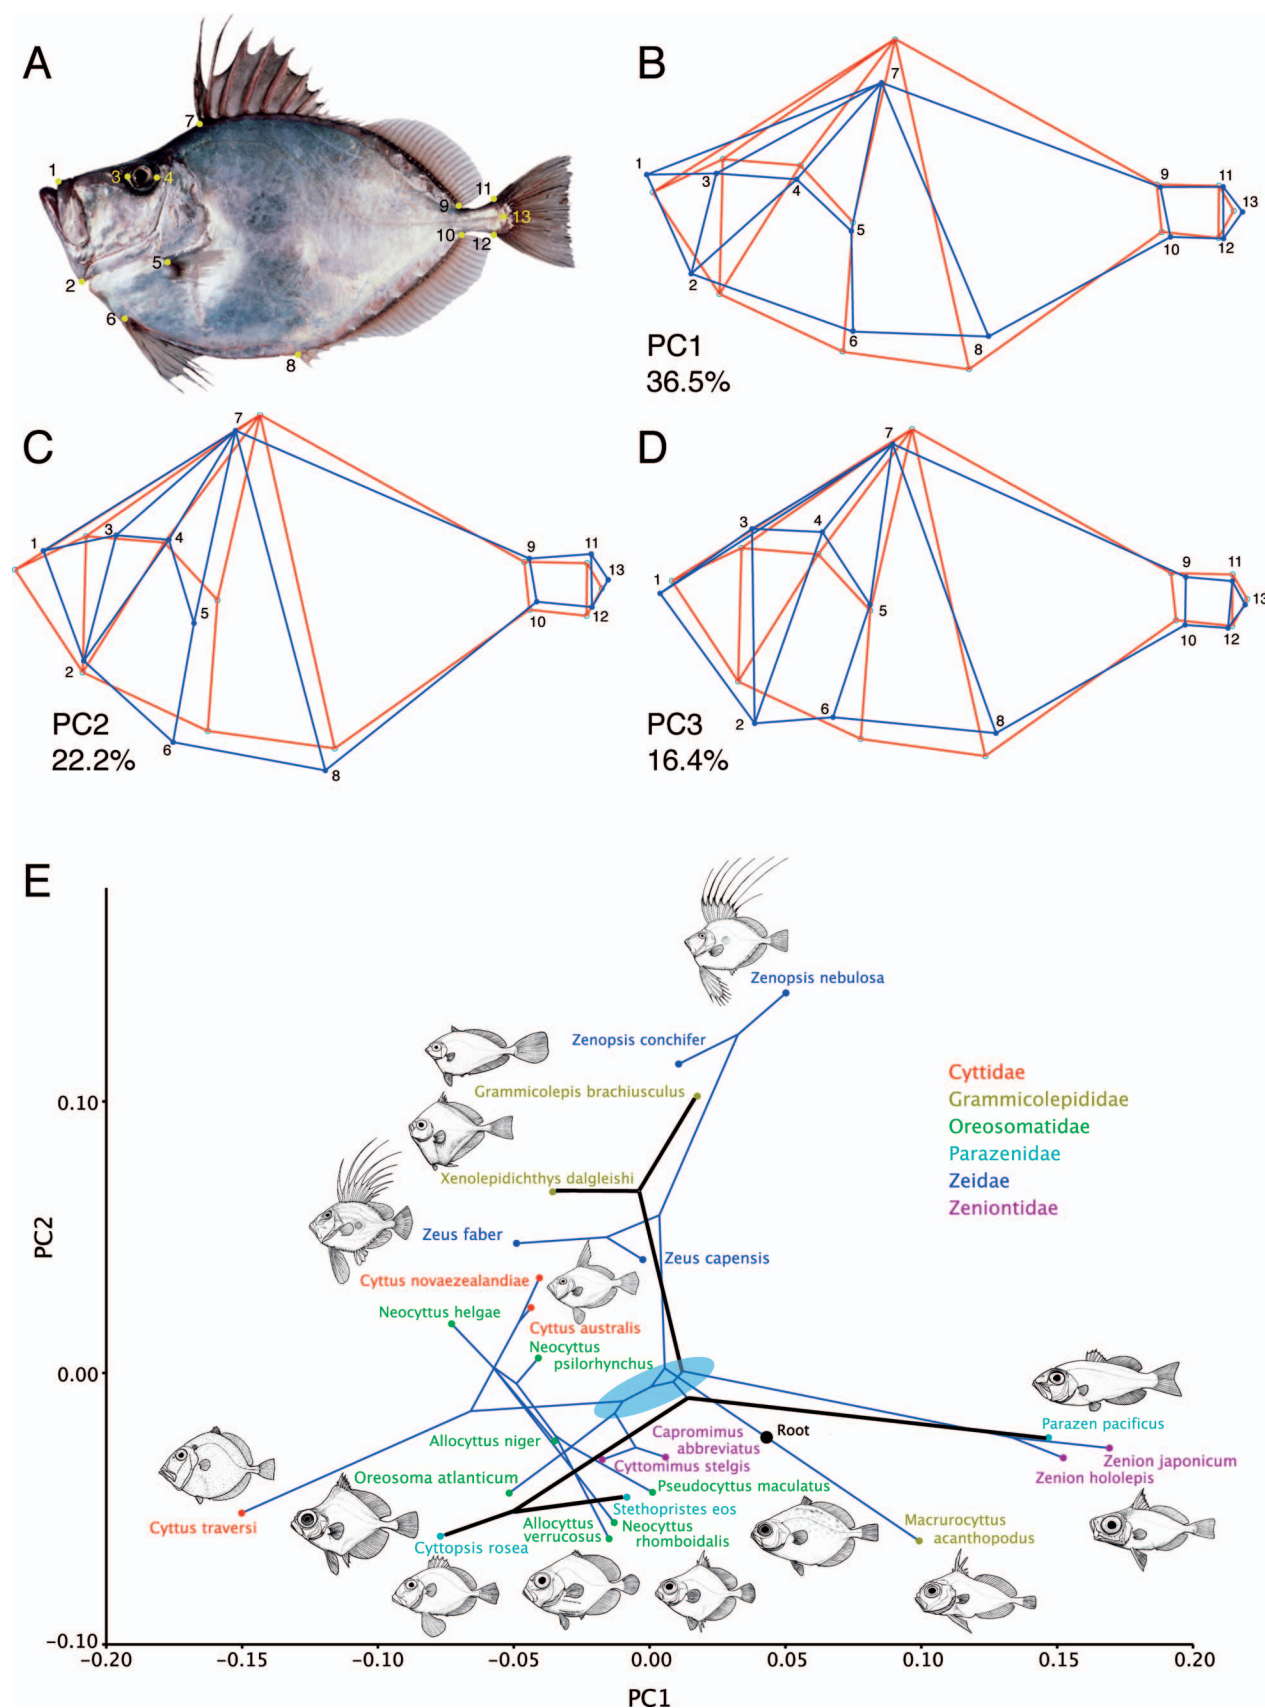 A
1
2
3
4
5
6
7
8
9
10
11
12
13
B
1
2
3
4
5
6
7
8
9
10
11
12
13
PC1
36.5%
C
1
2
3
4
5
6
7
8
9
10
11
12
13
PC2
22.2%
D
1
2
3
4
5
6
7
8
9
10
11
12
13
PC3
16.4%
E
Zenopsis nebulosa
Zenopsis conchifer
Grammicolepis brachiusculus
Xenolepidichthys dalgleishi
Zeus faber
Zeus capensis
Cyttus novaezealandiae
Neocyttus helgae
Cyttus australis
Neocyttus
psilorhynchus
Allocyttus niger
Oreosoma atlanticum
Capromimus
abbreviatus
Cyttomimus stelgis
Root
Parazen pacificus
Zenion japonicum
Zenion hololepis
Pseudocyttus maculatus
Stethopristes eos
Cyttus traversi
Allocyttus
verrucosus
Neocyttus
rhomboidalis
Cyttopsis rosea
Macrurocyttus
acanthopodus
Cyttidae
Grammicolepididae
Oreosomatidae
Parazenidae
Zeidae
Zeniontidae
0.10
0.00
−0.10
PC2
−0.20
−0.15
−0.10
−0.05
0.00
0.05
0.10
0.15
0.20
PC1